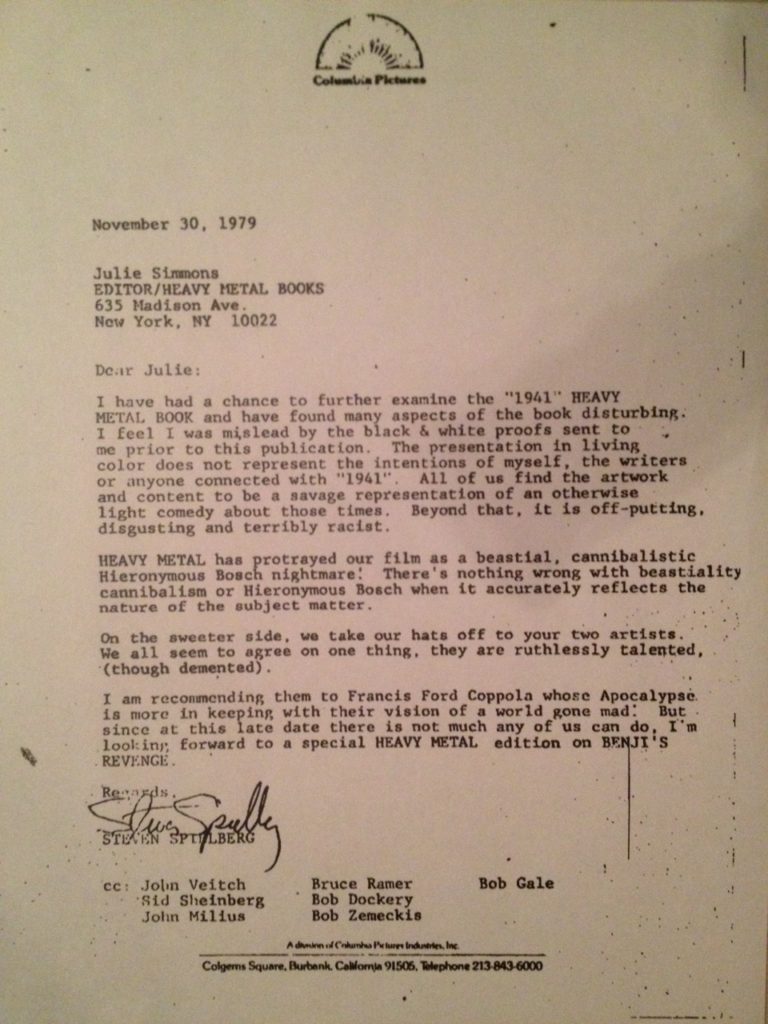 Columbia Pictures
November 30, 1979
Julie Simmons
EDITOR/HEAVY METAL BOOKS
635 Madison Ave.
New York, NY 10022
Dear Julie:
I have had a chance to further examine the "1941" HEAVY
METAL BOOK and have found many aspects of the book disturbing.
I feel I was mislead by the black & white proofs sent to
me prior to this publication. The presentation in living
color does not represent the intentions of myself, the writers
or anyone connected with "1941". All of us find the artwork
and content to be a savage representation of an otherwise
light comedy about those times. Beyond that, it is off-putting,
disgusting and terribly racist.
HEAVY METAL has protrayed our film as a beastial, cannibalistic
Hieronymous Bosch nightmare! There's nothing wrong with beastiality
cannibalism or Hieronymous Bosch when it accurately reflects the
nature of the subject matter.
On the sweeter side, we take our hats off to your two artists.
We all seem to agree on one thing, they are ruthlessly talented,
(though demented).
I am recommending them to Francis Ford Coppola whose Apocalypse
is more in keeping with their vision of a world gone mad! But
since at this late date there is not much any of us can do, I'm
looking forward to a special HEAVY METAL edition on BENJI'S
REVENGE.
Regards,
Steven Spielberg
STEVEN SPIELBERG
cc: John Veitch Bruce Ramer Bob Gale
Sid Sheinberg Bob Dockery
John Milius Bob Zemeckis
A division of Columbia Pictures Industries, Inc.
Colgems Square, Burbank, California 91505, Telephone 213-843-6000